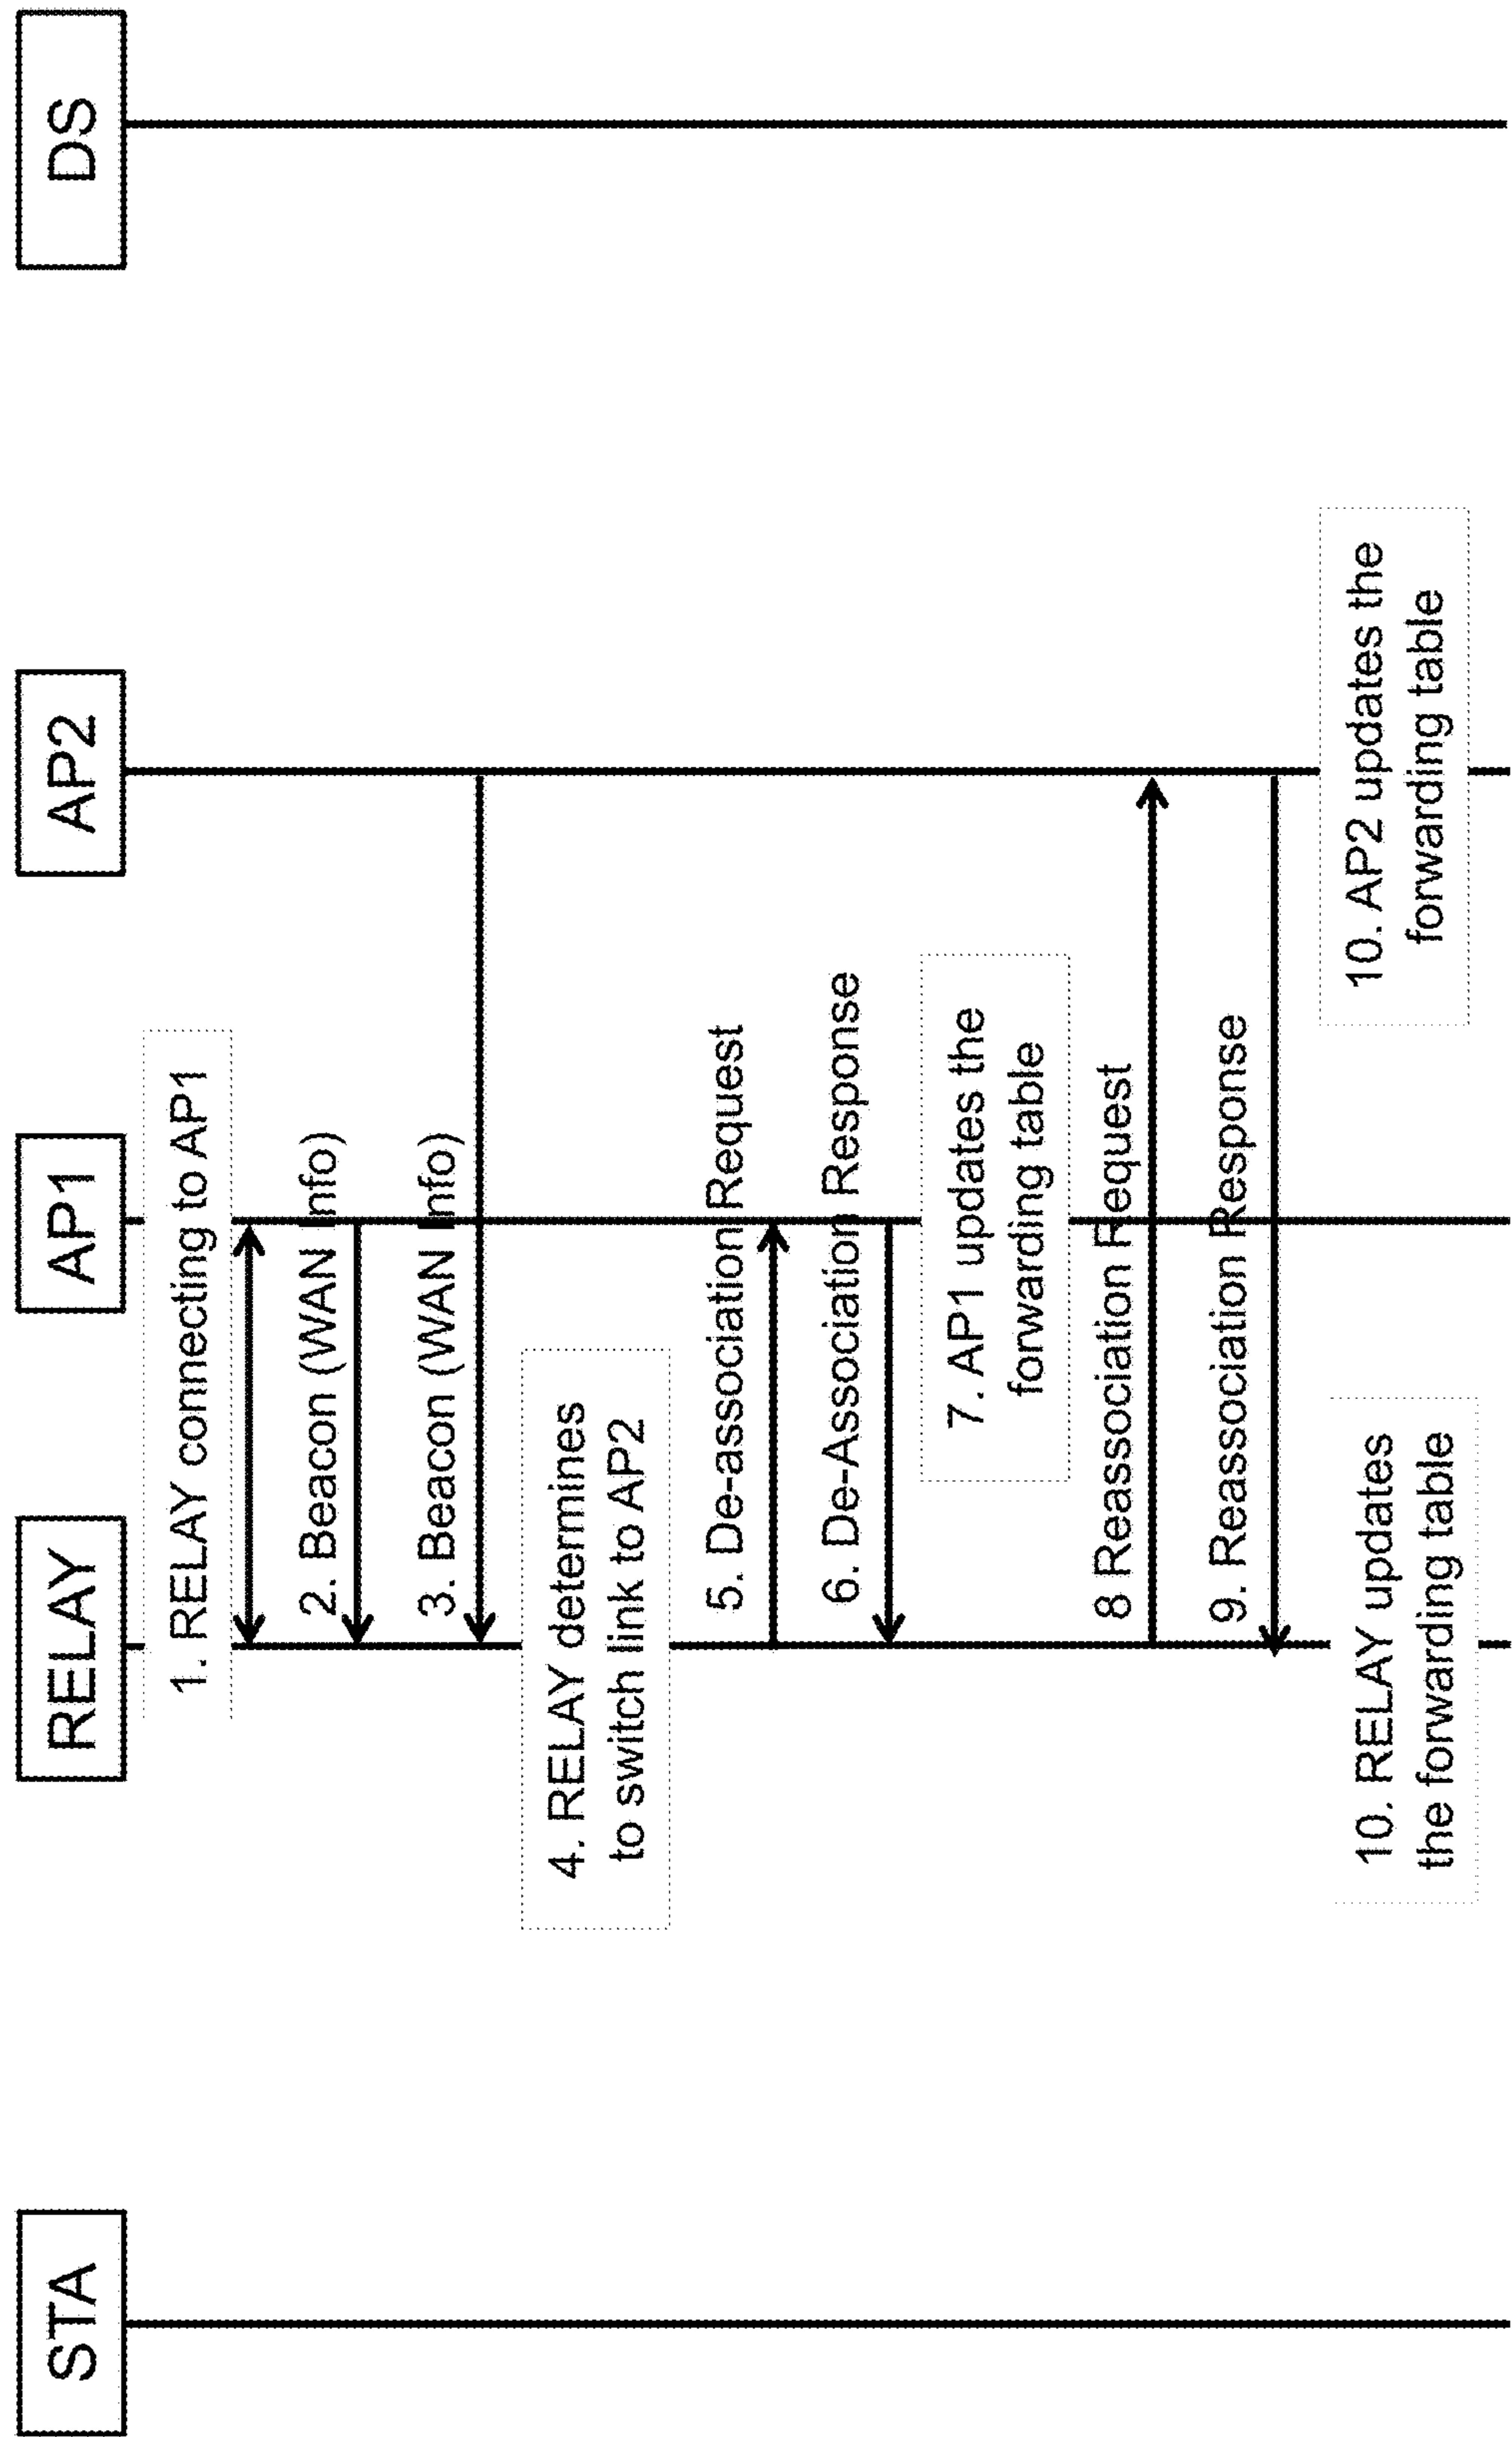 STA
RELAY
AP1
AP2
DS
1. RELAY connecting to AP1
2. Beacon (WAN Info)
3. Beacon (WAN Info)
4. RELAY determines
to switch link to AP2
5. De-association Request
6. De-Association Response
7. AP1 updates the
forwarding table
8 Reassociation Request
9. Reassociation Response
10. RELAY updates
the forwarding table
10. AP2 updates the
forwarding table